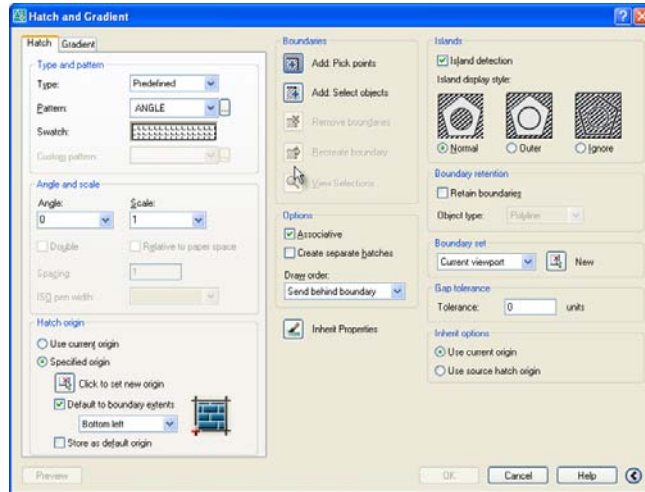 Hatch and Gradient
Hatch
Gradient
Type and pattern
Type:
Predefined
Pattern:
ANGLE
...
Swatch:
Custom pattern:
...
Angle and scale
Angle:
Scale:
0
1
Double
Relative to paper space
Spacing:
1
ISO pen width:
Hatch origin
Use current origin
Specified origin
Click to set new origin
Default to boundary extents
Bottom left
Store as default origin
Preview
Boundaries
Add: Pick points
Add: Select objects
Remove boundaries
Recreate boundary
View Selections
Options
Associative
Create separate hatches
Draw order:
Send behind boundary
Inherit Properties
Islands
Island detection
Island display style:
Normal
Outer
Ignore
Boundary retention
Retain boundaries
Object type:
Polyline
Boundary set
Current viewport
New
Gap tolerance
Tolerance:
0
units
Inherit options
Use current origin
Use source hatch origin
OK
Cancel
Help